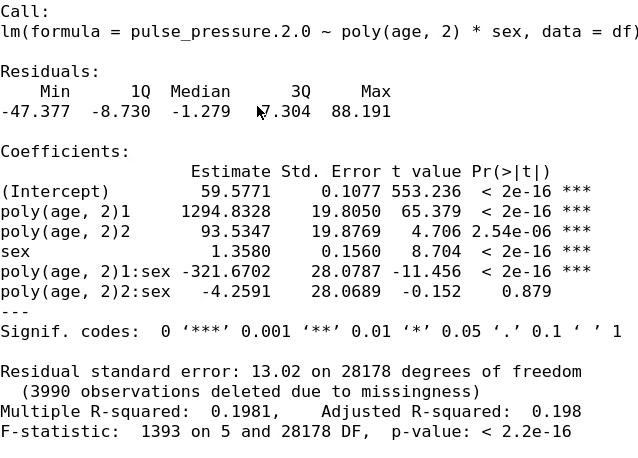 Call:
lm(formula = pulse_pressure.2.0 ~ poly(age, 2) * sex, data = df)
Residuals:
    Min      1Q  Median      3Q     Max
-47.377  -8.730  -1.279   7.304  88.191
Coefficients:
                   Estimate Std. Error t value Pr(>|t|)
(Intercept)         59.5771     0.1077 553.236  < 2e-16 ***
poly(age, 2)1     1294.8328    19.8050  65.379  < 2e-16 ***
poly(age, 2)2       93.5347    19.8769   4.706 2.54e-06 ***
sex                  1.3580     0.1560   8.704  < 2e-16 ***
poly(age, 2)1:sex -321.6702    28.0787 -11.456  < 2e-16 ***
poly(age, 2)2:sex   -4.2591    28.0689  -0.152    0.879
---
Signif. codes:  0 ‘***’ 0.001 ‘**’ 0.01 ‘*’ 0.05 ‘.’ 0.1 ‘ ’ 1
Residual standard error: 13.02 on 28178 degrees of freedom
  (3990 observations deleted due to missingness)
Multiple R-squared:  0.1981,    Adjusted R-squared:  0.198
F-statistic:  1393 on 5 and 28178 DF,  p-value: < 2.2e-16